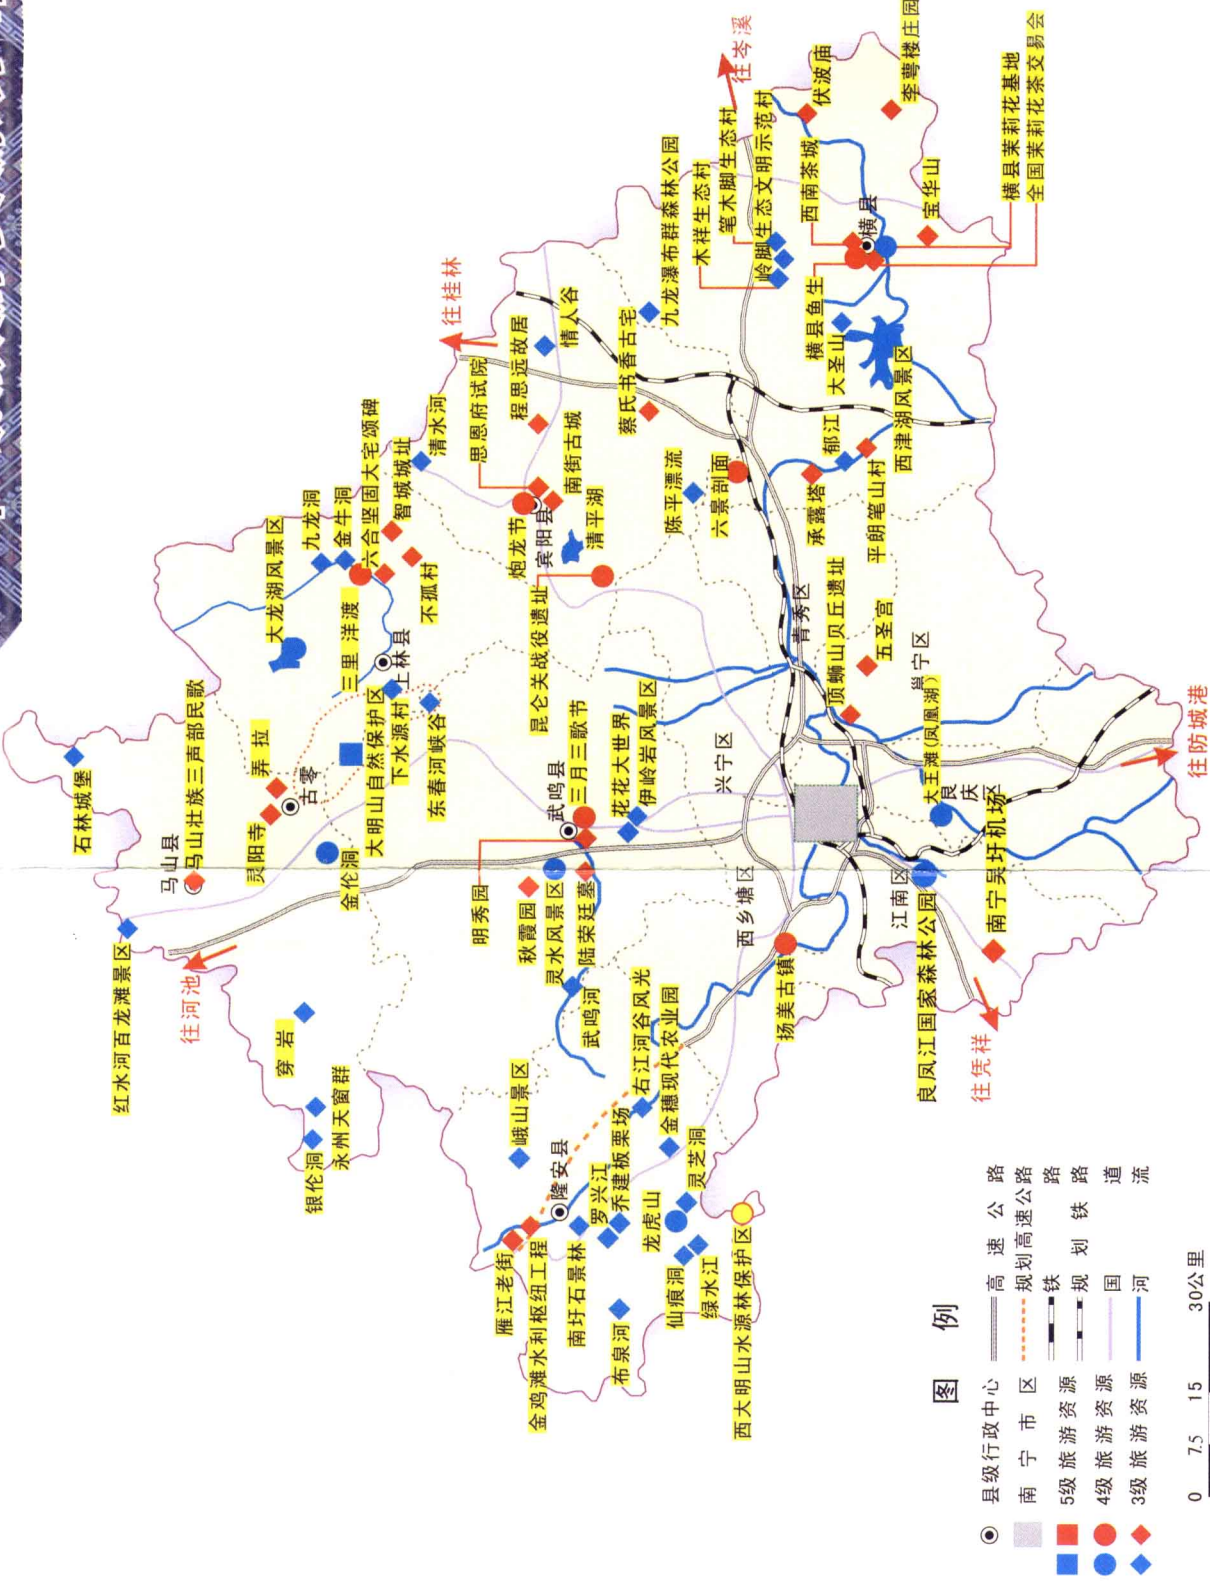 石林城堡
马山县
马山壮族三声部民歌
红水河百龙滩景区
往河池
弄拉
古零
灵阳寺
金伦洞
穿岩
银伦洞
永州天窗群
大龙湖风景区
九龙洞
金牛洞
六合坚固大宅颂碑
智城城址
清水河
不孤村
三里洋渡
上林县
大明山自然保护区
下水源村
东春河峡谷
往桂林
思恩府试院
程思远故居
情人谷
南街古城
炮龙节
宾阳县
清平湖
昆仑关战役遗址
蔡氏书香古宅
九龙瀑布群森林公园
木祥生态村
笔木脚生态村
岭脚生态文明示范村
往岑溪
伏波庙
李萼楼庄园
西南茶城
横县
宝华山
横县茉莉花基地
全国茉莉花茶交易会
横县鱼生
大圣山
西津湖风景区
陈平漂流
六景剖面
郁江
承露塔
平朗笔山村
武鸣县
三月三歌节
花花大世界
伊岭岩风景区
明秀园
秋霞园
灵水风景区
陆荣廷墓
武鸣河
兴宁区
青秀区
顶蛳山贝丘遗址
五圣宫
邕宁区
大王滩(凤凰湖)
良庆区
南宁吴圩机场
往防城港
西乡塘区
江南区
扬美古镇
良凤江国家森林公园
往凭祥
右江河谷风光
金穗现代农业园
峨山景区
隆安县
罗兴江
乔建板栗场
灵芝洞
龙虎山
雁江老街
金鸡滩水利枢纽工程
南圩石景林
布泉河
仙痕洞
绿水江
西大明山水源林保护区
图例
县级行政中心
南宁市区
5级旅游资源
4级旅游资源
3级旅游资源
高速公路
规划高速公路
铁路
规划铁路
国道
河流
0 7.5 15 30公里